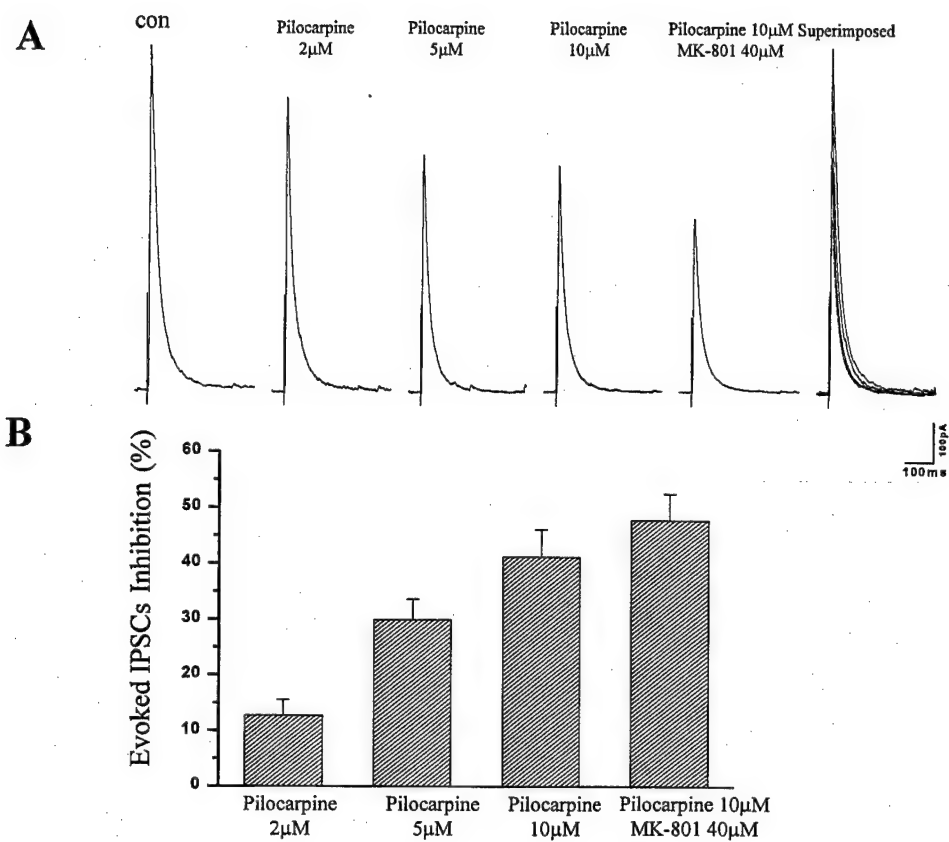 A
con
Pilocarpine
2μM
Pilocarpine
5μM
Pilocarpine
10μM
Pilocarpine 10μM
MK-801 40μM
Superimposed
100pA
100ms
B
Evoked IPSCs Inhibition (%)
60
50
40
30
20
10
0
Pilocarpine
2μM
Pilocarpine
5μM
Pilocarpine
10μM
Pilocarpine 10μM
MK-801 40μM